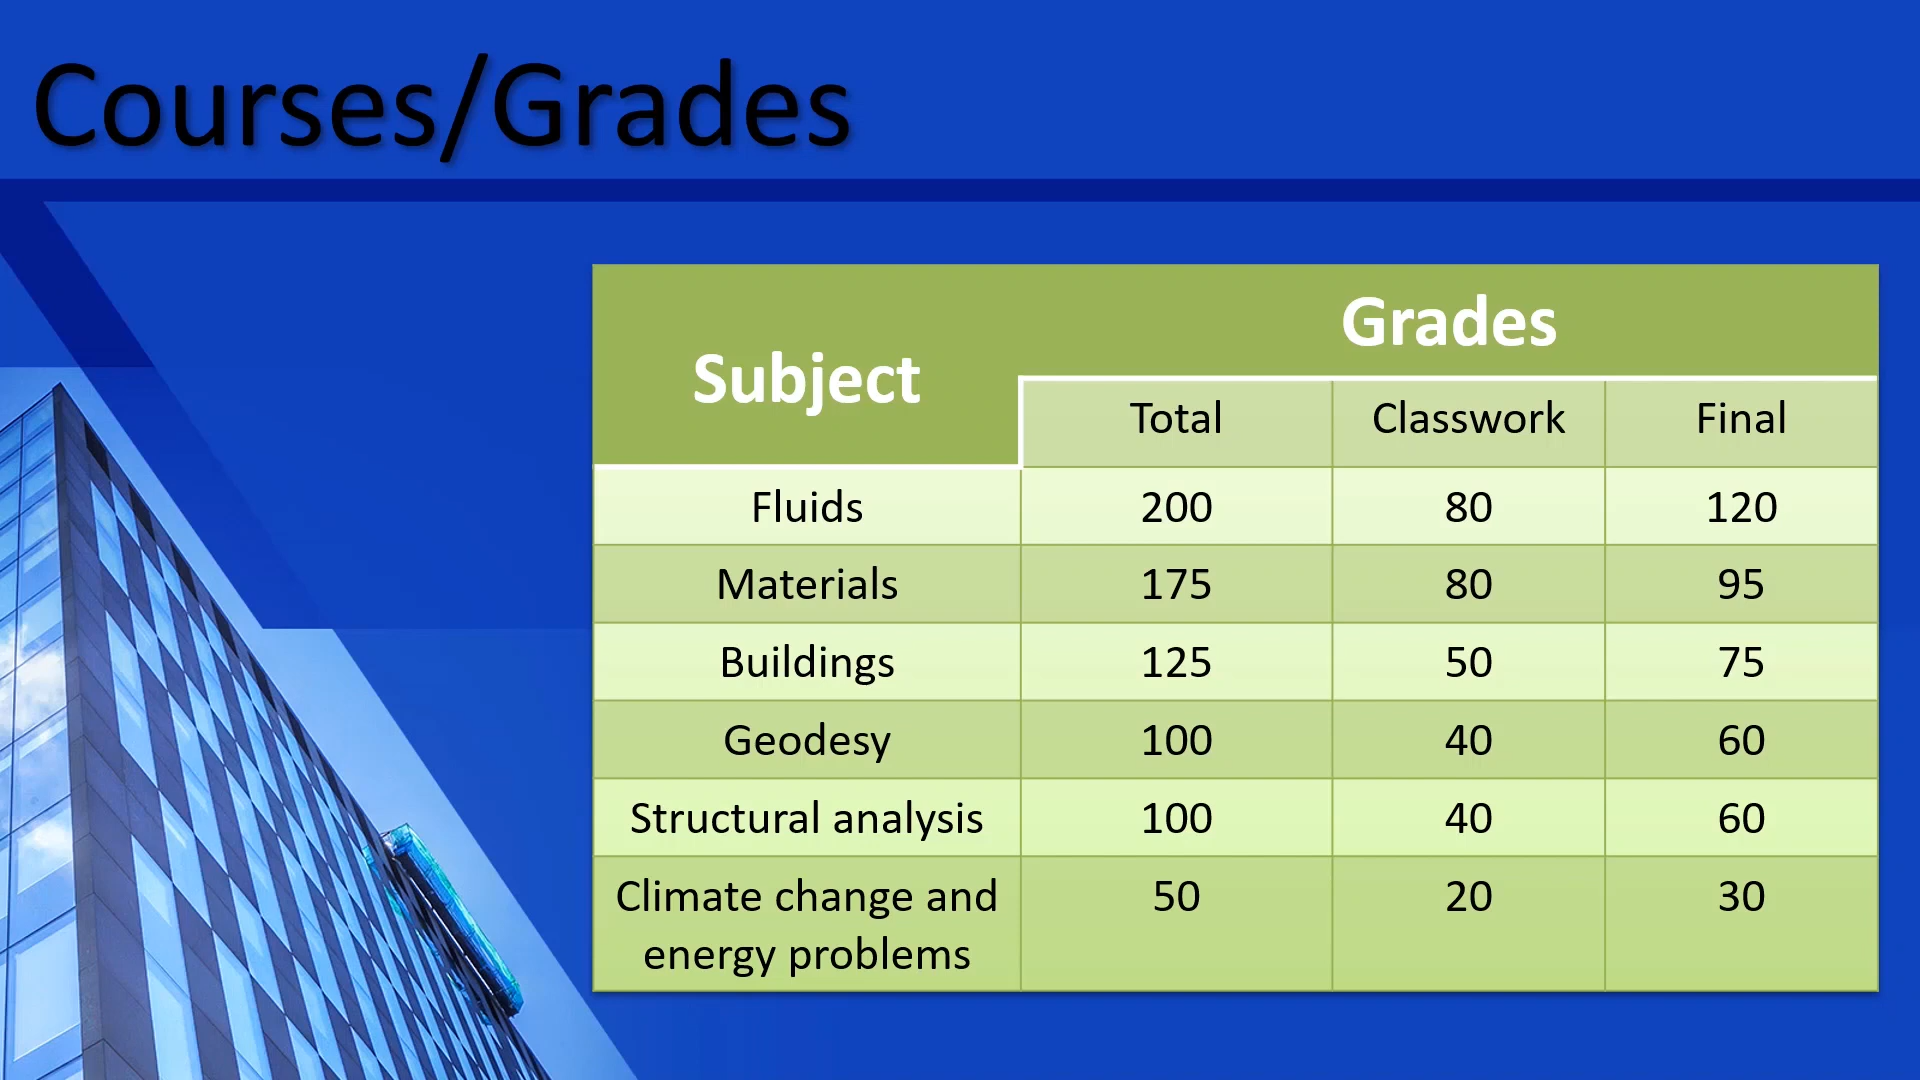 Courses/Grades
Subject
Grades
Total Classwork Final
Fluids 200 80 120
Materials 175 80 95
Buildings 125 50 75
Geodesy 100 40 60
Structural analysis 100 40 60
Climate change and 50 20 30
energy problems